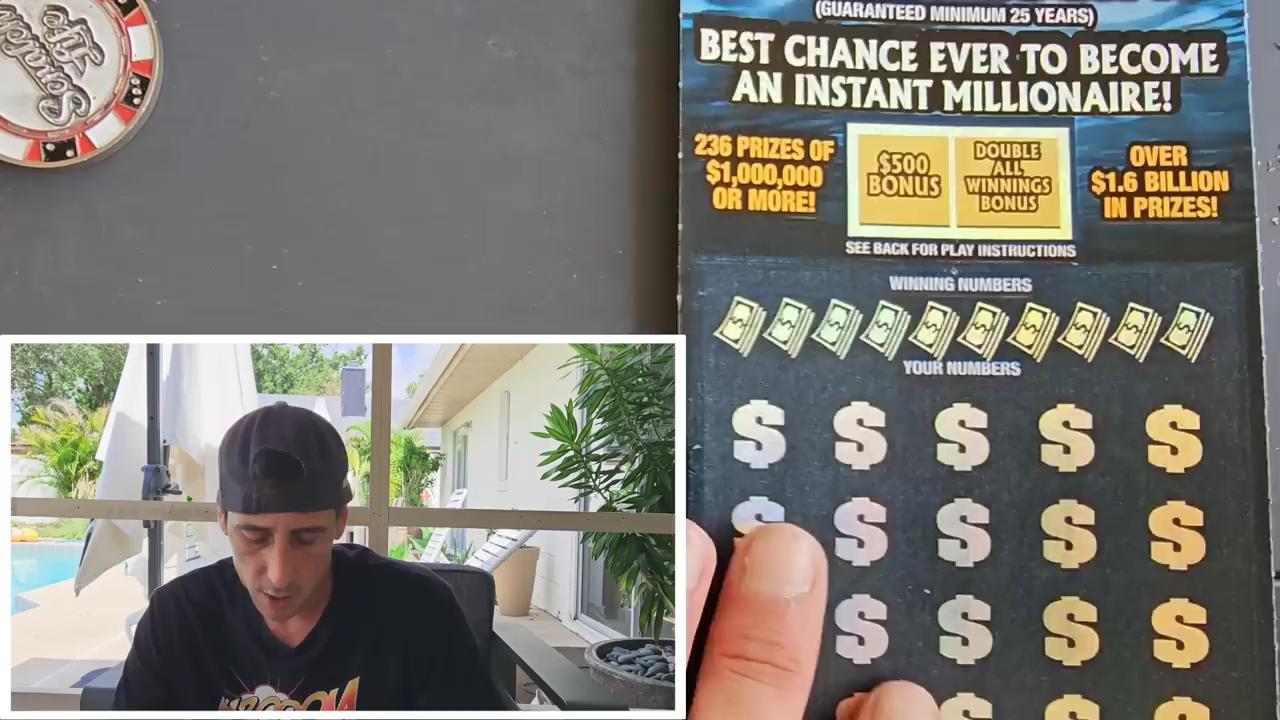 (GUARANTEED MINIMUM 25 YEARS)
BEST CHANCE EVER TO BECOME
AN INSTANT MILLIONAIRE!
236 PRIZES OF
$1,000,000
OR MORE!
$500
BONUS
DOUBLE
ALL
WINNINGS
BONUS
OVER
$1.6 BILLION
IN PRIZES!
SEE BACK FOR PLAY INSTRUCTIONS
WINNING NUMBERS
YOUR NUMBERS
$ $ $ $ $
$ $ $ $ $
$ $ $ $
$ $ $